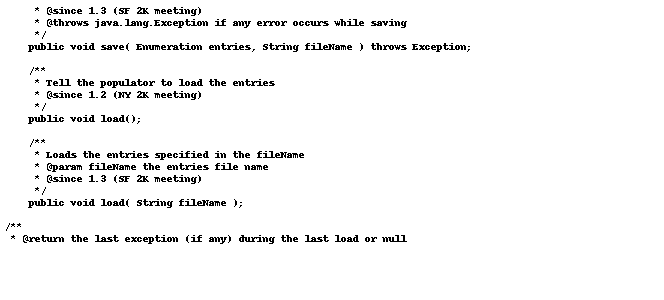 * @since 1.3 (SF 2K meeting)
* @throws java.lang.Exception if any error occurs while saving
*/
public void save( Enumeration entries, String fileName ) throws Exception;
/**
* Tell the populator to load the entries
* @since 1.2 (NY 2K meeting)
*/
public void load();
/**
* Loads the entries specified in the fileName
* @param fileName the entries file name
* @since 1.3 (SF 2K meeting)
*/
public void load( String fileName );
/**
* @return the last exception (if any) during the last load or null